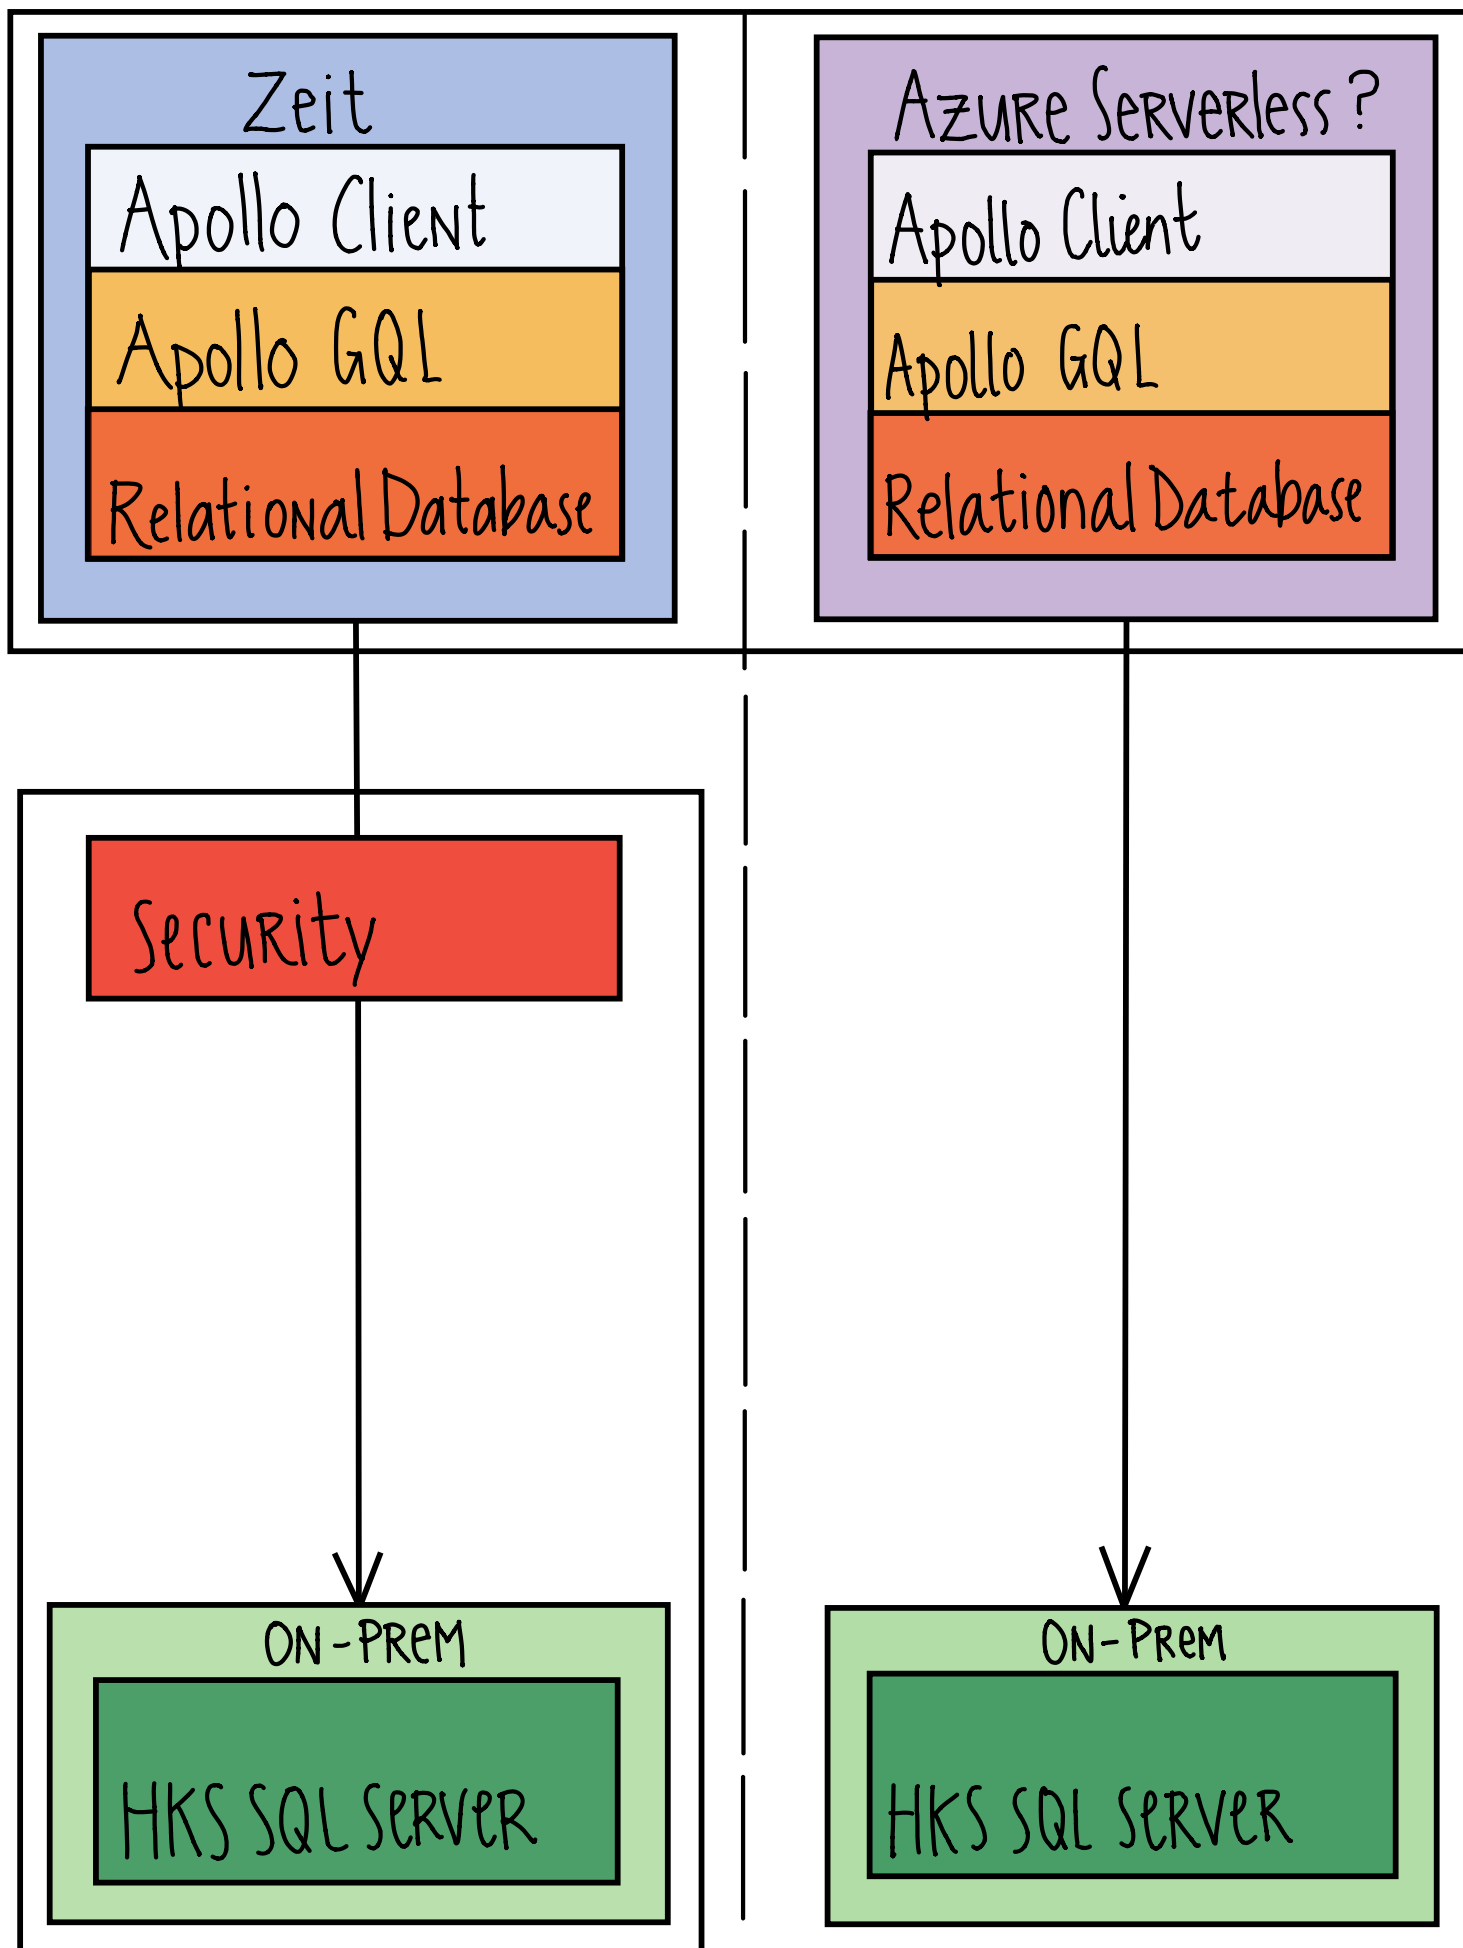 Zeit
Apollo Client
Apollo GQL
Relational Database
Security
ON-PREM
HKS SQL SERVER
AZURE SERVERless?
Apollo Client
Apollo GQL
Relational Database
ON-PREM
HKS SQL SERVER